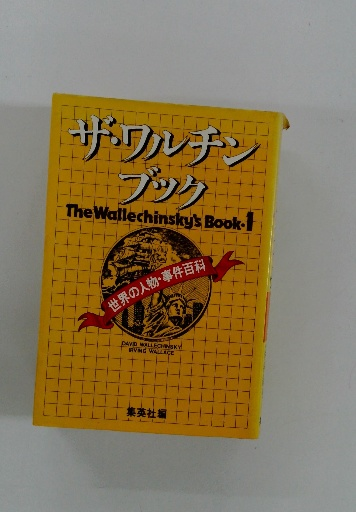 ザ・ワルチン
ブック
The Wallechinsky's Book・1
世界の人物・事件百科
DAVID WALLECHINSKY
IRVING WALLACE
集英社編